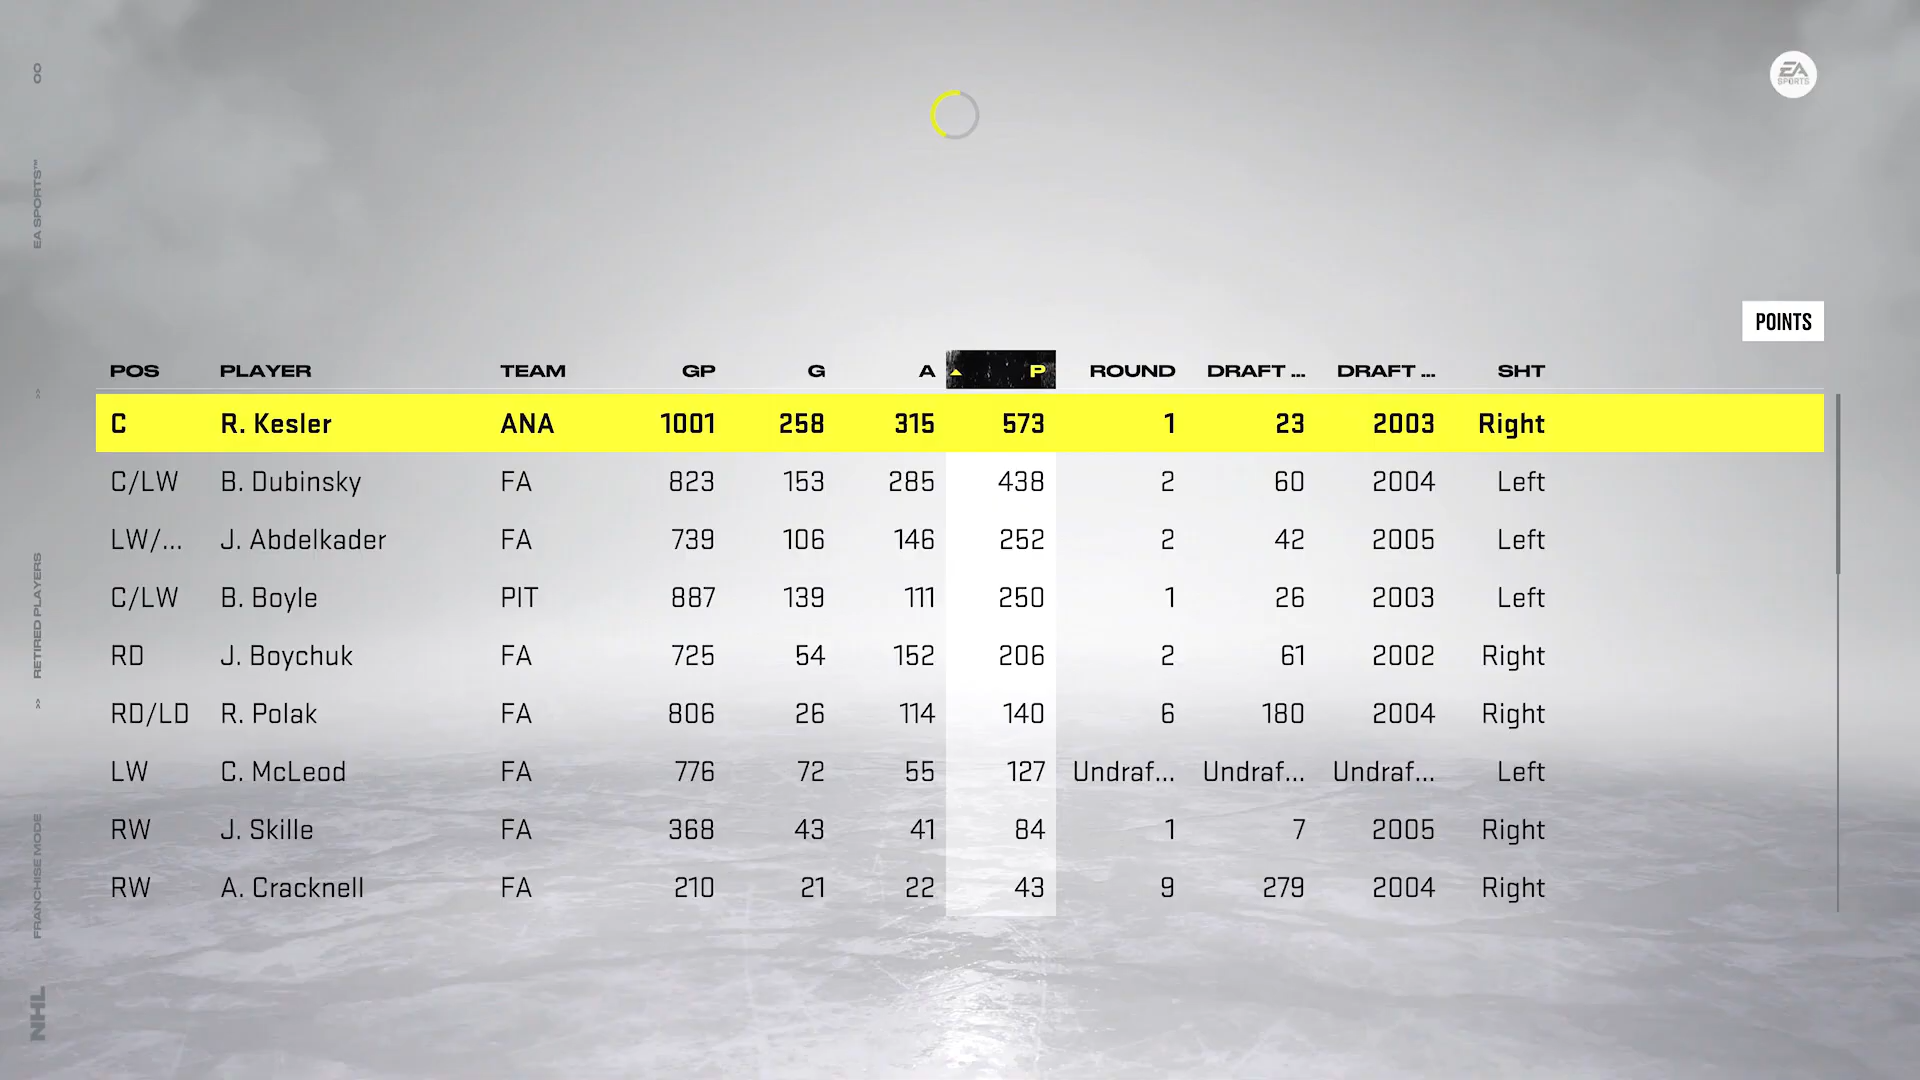 EA SPORTS
POINTS
POS PLAYER TEAM GP G A P ROUND DRAFT ... DRAFT ... SHT
C R. Kesler ANA 1001 258 315 573 1 23 2003 Right
C/LW B. Dubinsky FA 823 153 285 438 2 60 2004 Left
LW/... J. Abdelkader FA 739 106 146 252 2 42 2005 Left
C/LW B. Boyle PIT 887 139 111 250 1 26 2003 Left
RD J. Boychuk FA 725 54 152 206 2 61 2002 Right
RD/LD R. Polak FA 806 26 114 140 6 180 2004 Right
LW C. McLeod FA 776 72 55 127 Undraf... Undraf... Undraf... Left
RW J. Skille FA 368 43 41 84 1 7 2005 Right
RW A. Cracknell FA 210 21 22 43 9 279 2004 Right
NHL FRANCHISE MODE >> RETIRED PLAYERS >> EA SPORTS™ 00